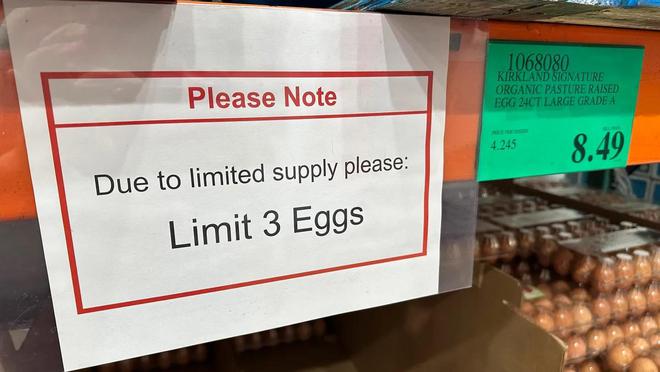 Please Note
Due to limited supply please:
Limit 3 Eggs
1068080
KIRKLAND SIGNATURE
ORGANIC PASTURE RAISED
EGG 24CT LARGE GRADE A
4.245
8.49